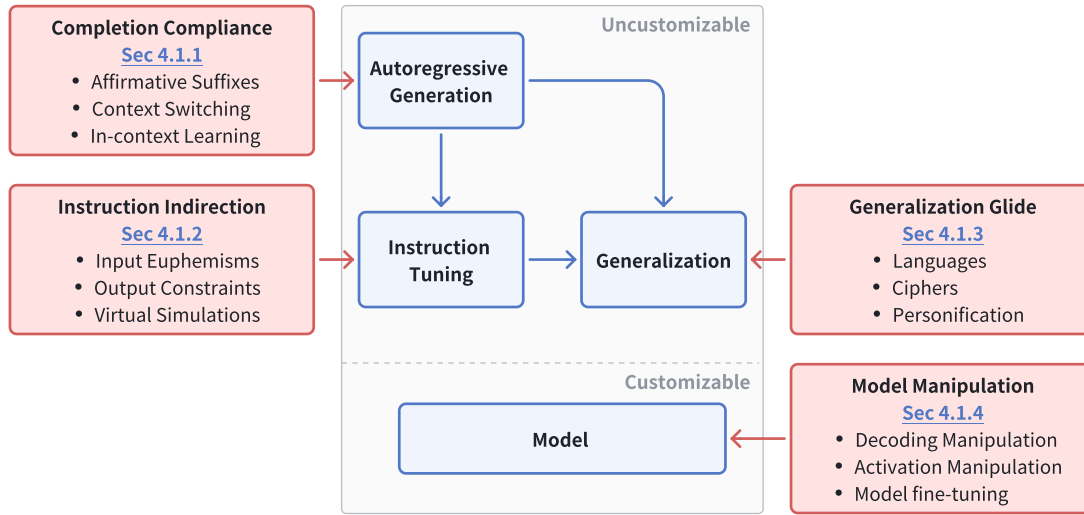 Completion Compliance
Sec 4.1.1
• Affirmative Suffixes
• Context Switching
• In-context Learning
Instruction Indirection
Sec 4.1.2
• Input Euphemisms
• Output Constraints
• Virtual Simulations
Uncustomizable
Autoregressive
Generation
Instruction
Tuning
Generalization
Customizable
Model
Generalization Glide
Sec 4.1.3
• Languages
• Ciphers
• Personification
Model Manipulation
Sec 4.1.4
• Decoding Manipulation
• Activation Manipulation
• Model fine-tuning